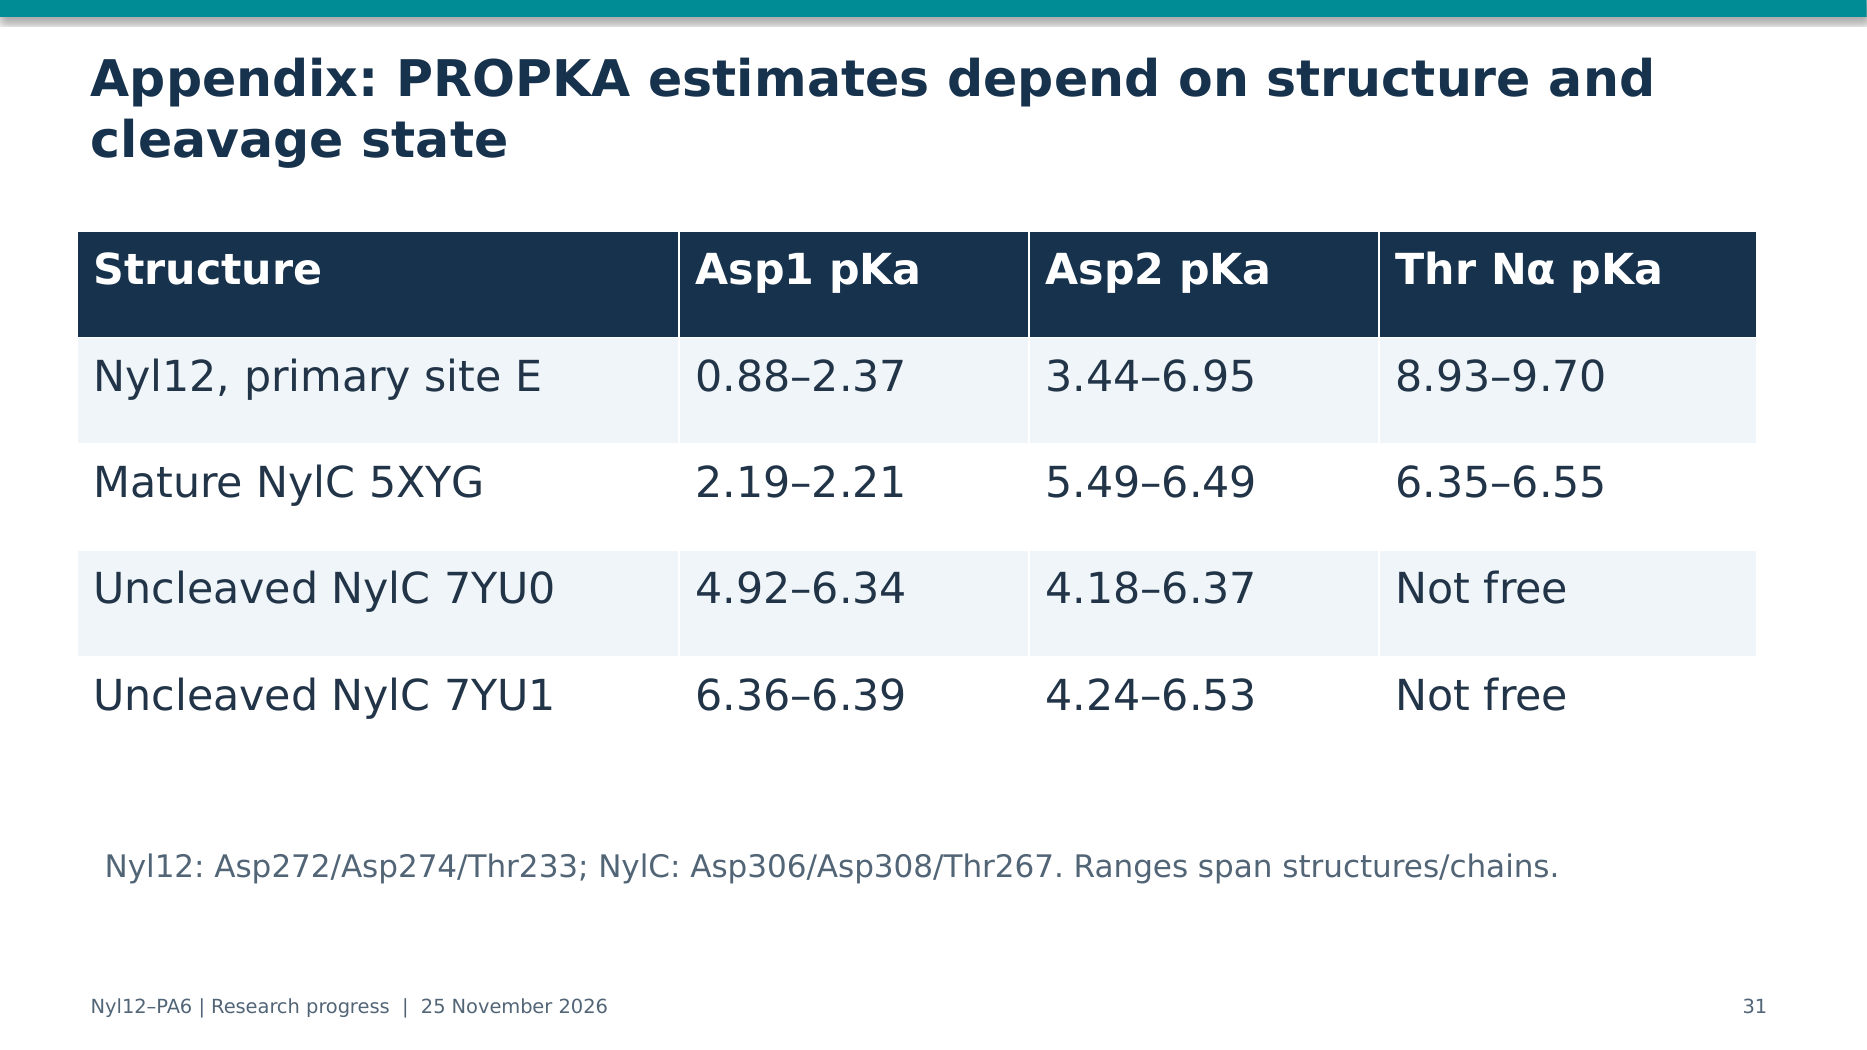 Appendix: PROPKA estimates depend on structure and
cleavage state
Structure Asp1 pKa Asp2 pKa Thr Nα pKa
Nyl12, primary site E 0.88–2.37 3.44–6.95 8.93–9.70
Mature NylC 5XYG 2.19–2.21 5.49–6.49 6.35–6.55
Uncleaved NylC 7YU0 4.92–6.34 4.18–6.37 Not free
Uncleaved NylC 7YU1 6.36–6.39 4.24–6.53 Not free
Nyl12: Asp272/Asp274/Thr233; NylC: Asp306/Asp308/Thr267. Ranges span structures/chains.
Nyl12–PA6 | Research progress | 25 November 2026 31